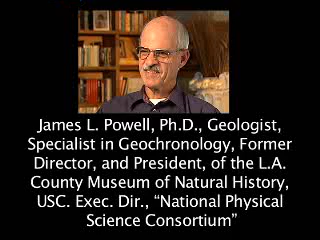 James L. Powell, Ph.D., Geologist,
Specialist in Geochronology, Former
Director, and President, of the L.A.
County Museum of Natural History,
USC. Exec. Dir., “National Physical
Science Consortium”